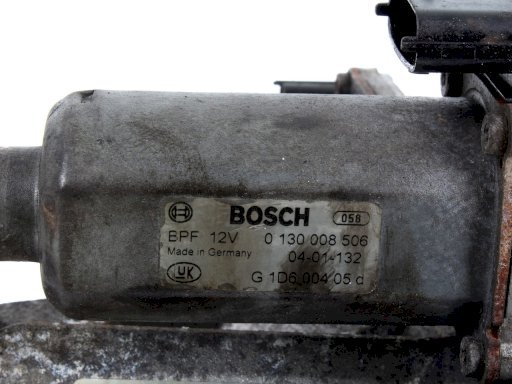 BOSCH 058
BPF 12V 0 130 008 506
Made in Germany 04-01-132
UK G 1D6 004 05 d